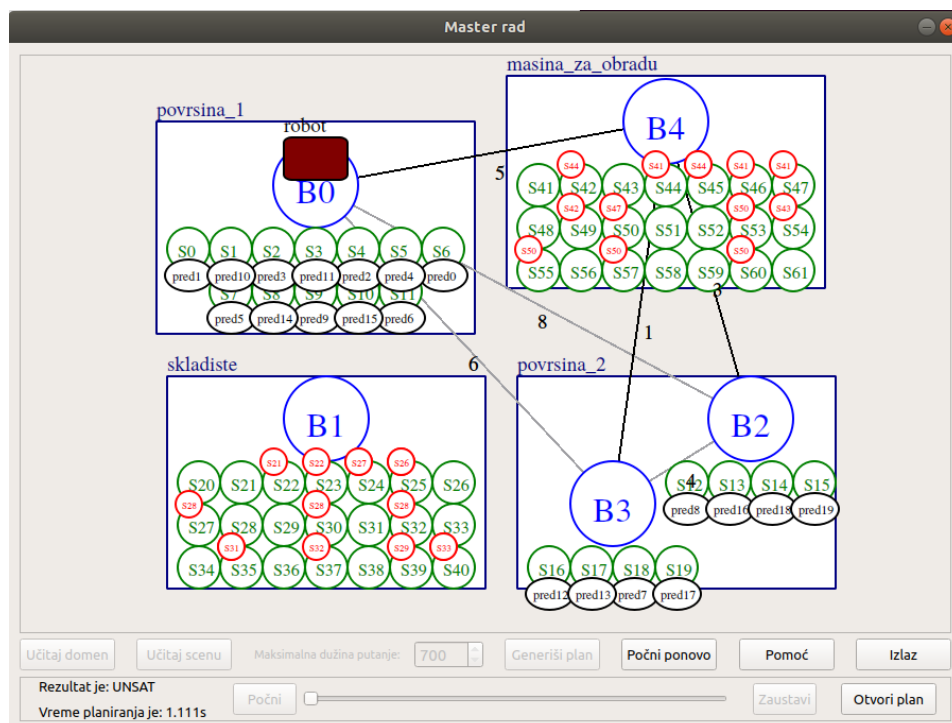 Master rad
masina_za_obradu
povrsina_1
robot
B4
B0
5
S44 S41 S44 S41 S41
S41 S42 S43 S44 S45 S46 S47
S42 S47 S50 S43
S48 S49 S50 S51 S52 S53 S54
S50 S50 S50
S55 S56 S57 S58 S59 S60 S61
S0 S1 S2 S3 S4 S5 S6
pred1 pred10 pred3 pred11 pred2 pred4 pred0
S7 S8 S9 S10 S11
pred5 pred14 pred9 pred15 pred6
3
8
1
6
skladiste
povrsina_2
B1
B2
S21 S22 S27 S26
S20 S21 S22 S23 S24 S25 S26
S28 S28 S28
S27 S28 S29 S30 S31 S32 S33
S31 S32 S29 S33
S34 S35 S36 S37 S38 S39 S40
4
S12 S13 S14 S15
pred8 pred16 pred18 pred19
B3
S16 S17 S18 S19
pred12 pred13 pred7 pred17
Učitaj domen
Učitaj scenu
Maksimalna dužina putanje:
700
Generiši plan
Počni ponovo
Pomoć
Izlaz
Rezultat je: UNSAT
Vreme planiranja je: 1.111s
Počni
Zaustavi
Otvori plan